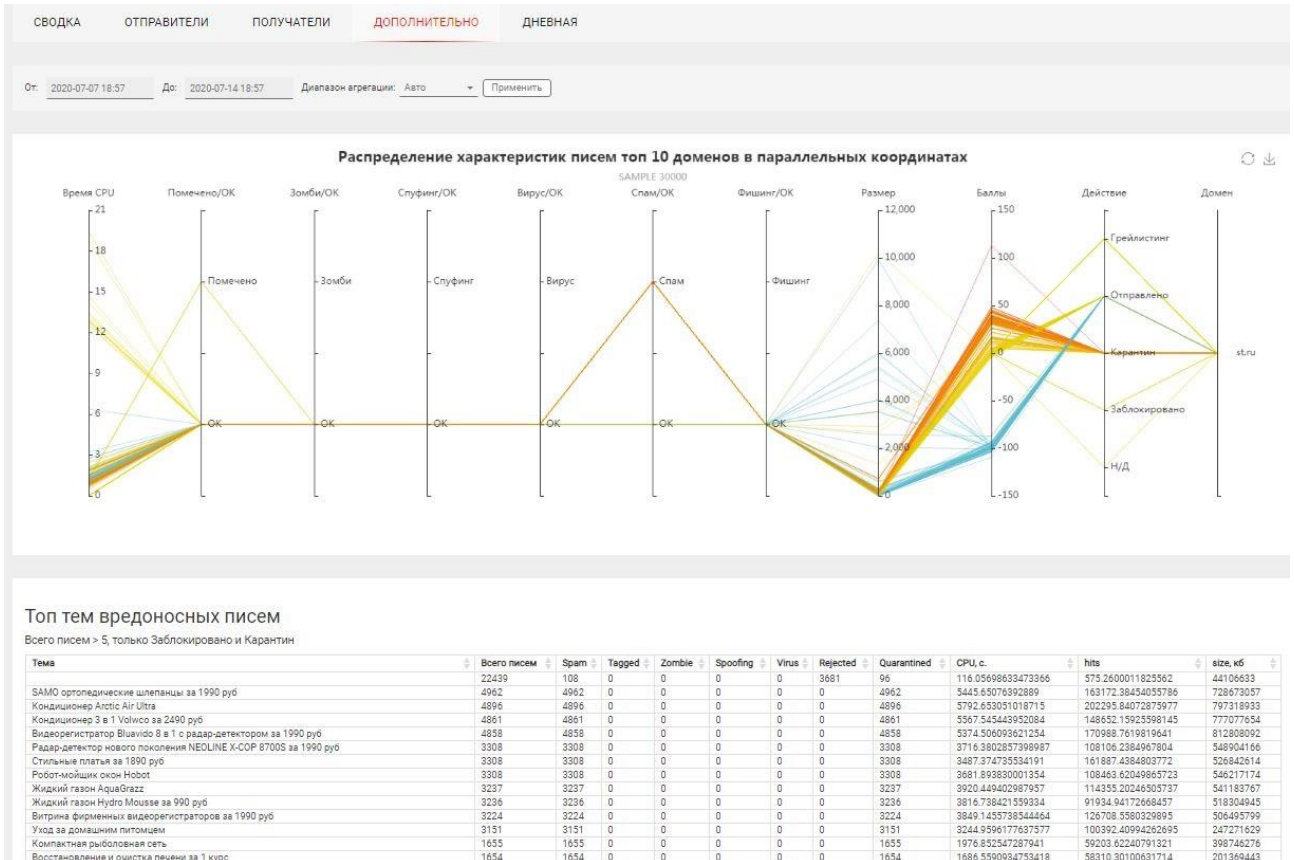 СВОДКА ОТПРАВИТЕЛИ ПОЛУЧАТЕЛИ ДОПОЛНИТЕЛЬНО ДНЕВНАЯ
От: 2020-07-07 18:57 До: 2020-07-14 18:57 Диапазон агрегации: Авто Применить
Распределение характеристик писем топ 10 доменов в параллельных координатах
SAMPLE 30000
Время CPU Помечено/OK Зомби/OK Спуфинг/OK Вирус/OK Спам/OK Фишинг/OK Размер Баллы Действие Домен
21 12,000 150
Грейлистинг
18 10,000 100
Помечено Зомби Спуфинг Вирус Спам Фишинг
15 Отправлено
8,000 50
12
6,000 0 Карантин st.ru
9
4,000 -50
6 Заблокировано
OK OK OK OK OK OK
3 2,000 -100
Н/Д
0 0 -150
Топ тем вредоносных писем
Всего писем > 5, только Заблокировано и Карантин
Тема Всего писем Spam Tagged Zombie Spoofing Virus Rejected Quarantined CPU, с. hits size, кб
22439 108 0 0 0 0 3681 96 116.05698633473366 575.2600011825562 44106633
SAMO ортопедические шлепанцы за 1990 руб 4962 4962 0 0 0 0 0 4962 5445.65076392889 163172.38454055786 728673057
Кондиционер Arctic Air Ultra 4896 4896 0 0 0 0 0 4896 5792.653051018715 202295.84072875977 797318933
Кондиционер 3 в 1 Volwco за 2490 руб 4861 4861 0 0 0 0 0 4861 5567.545443952084 148652.15925598145 777077654
Видеорегистратор Bluavido 8 в 1 с радар-детектором за 1990 руб 4858 4858 0 0 0 0 0 4858 5374.506093621254 170988.7619819641 812808092
Радар-детектор нового поколения NEOLINE X-COP 8700S за 1990 руб 3308 3308 0 0 0 0 0 3308 3716.3802857398987 108106.2384967804 548904166
Стильные платья за 1890 руб 3308 3308 0 0 0 0 0 3308 3487.374735534191 161887.4384803772 526842614
Робот-мойщик окон Hobot 3308 3308 0 0 0 0 0 3308 3681.893830001354 108463.62049865723 546217174
Жидкий газон AquaGrazz 3237 3237 0 0 0 0 0 3237 3920.449402987957 114355.20246505737 541183767
Жидкий газон Hydro Mousse за 990 руб 3236 3236 0 0 0 0 0 3236 3816.738421559334 91934.94172668457 518304945
Витрина фирменных видеорегистраторов за 1990 руб 3224 3224 0 0 0 0 0 3224 3849.1455738544464 126708.5580329895 506495799
Уход за домашним питомцем 3151 3151 0 0 0 0 0 3151 3244.9596177637577 100392.40994262695 247271629
Компактная рыболовная сеть 1655 1655 0 0 0 0 0 1655 1976.852547287941 59203.62240791321 398746276
Восстановление и очистка печени за 1 курс 1654 1654 0 0 0 0 0 1654 1686.5590934753418 58310.30100631714 201369443